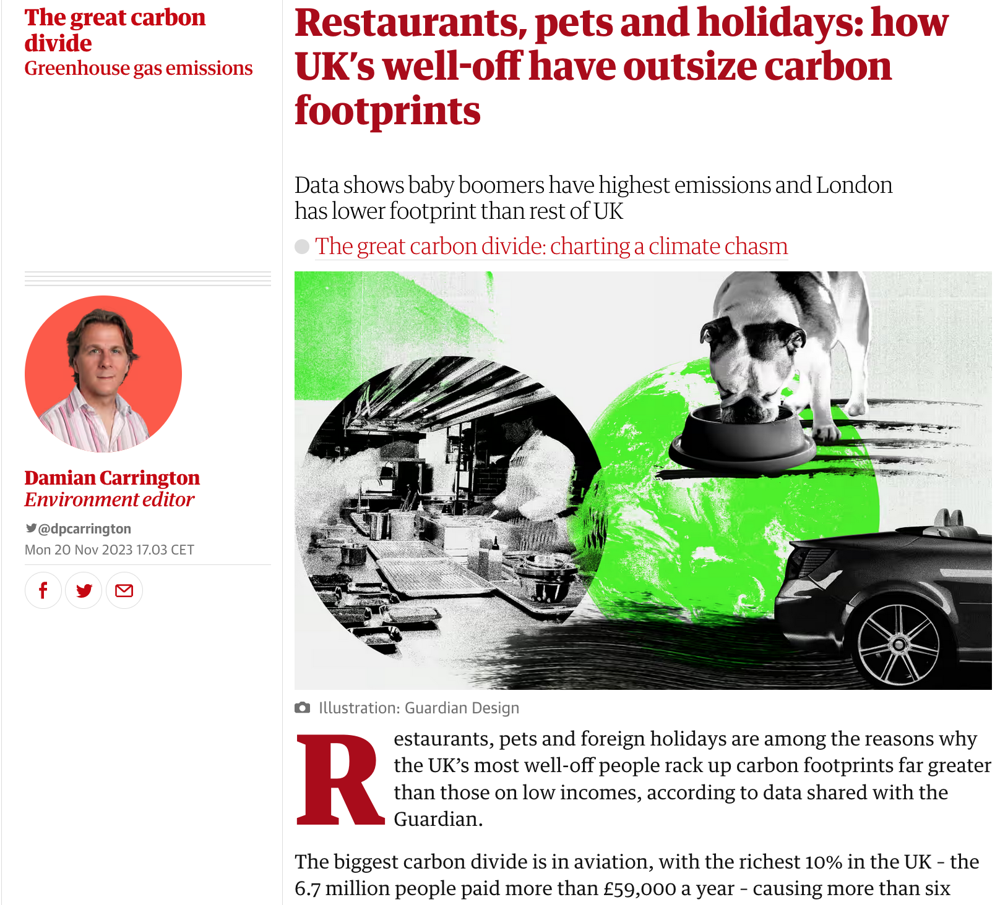 The great carbon
divide
Greenhouse gas emissions
Restaurants, pets and holidays: how
UK’s well-off have outsize carbon
footprints
Data shows baby boomers have highest emissions and London
has lower footprint than rest of UK
The great carbon divide: charting a climate chasm
Damian Carrington
Environment editor
@dpcarrington
Mon 20 Nov 2023 17.03 CET
Illustration: Guardian Design
Restaurants, pets and foreign holidays are among the reasons why
the UK’s most well-off people rack up carbon footprints far greater
than those on low incomes, according to data shared with the
Guardian.
The biggest carbon divide is in aviation, with the richest 10% in the UK – the
6.7 million people paid more than £59,000 a year – causing more than six